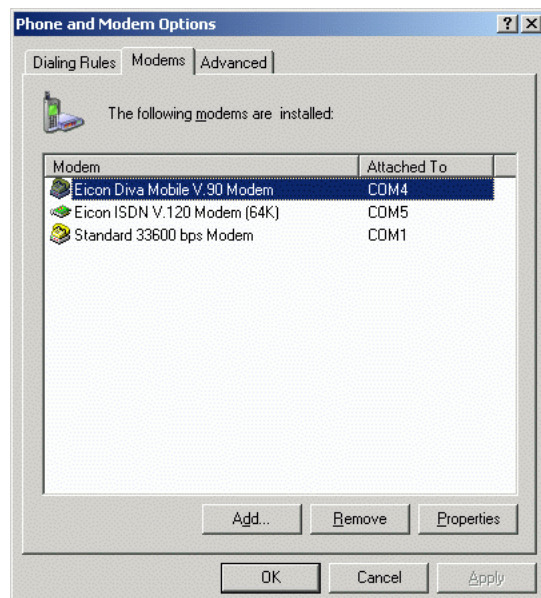 Phone and Modem Options
Dialing Rules Modems Advanced
The following modems are installed:
Modem Attached To
Eicon Diva Mobile V.90 Modem COM4
Eicon ISDN V.120 Modem (64K) COM5
Standard 33600 bps Modem COM1
Add... Remove Properties
OK Cancel Apply